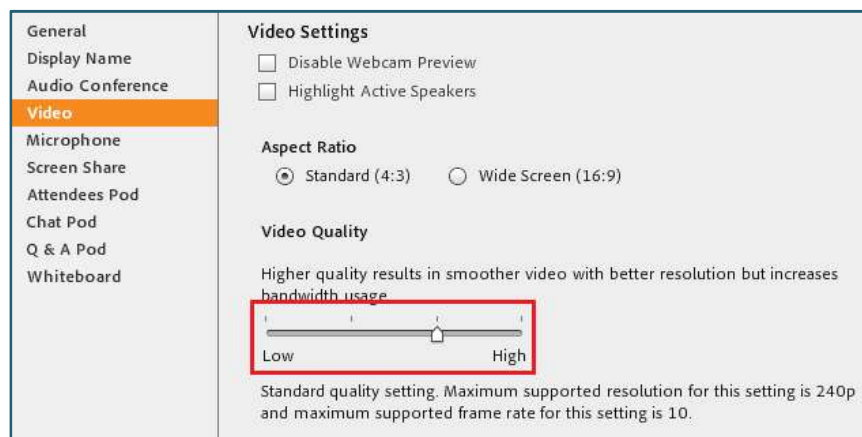 General
Display Name
Audio Conference
Video
Microphone
Screen Share
Attendees Pod
Chat Pod
Q & A Pod
Whiteboard
Video Settings
Disable Webcam Preview
Highlight Active Speakers
Aspect Ratio
Standard (4:3) Wide Screen (16:9)
Video Quality
Higher quality results in smoother video with better resolution but increases
bandwidth usage
Low High
Standard quality setting. Maximum supported resolution for this setting is 240p
and maximum supported frame rate for this setting is 10.